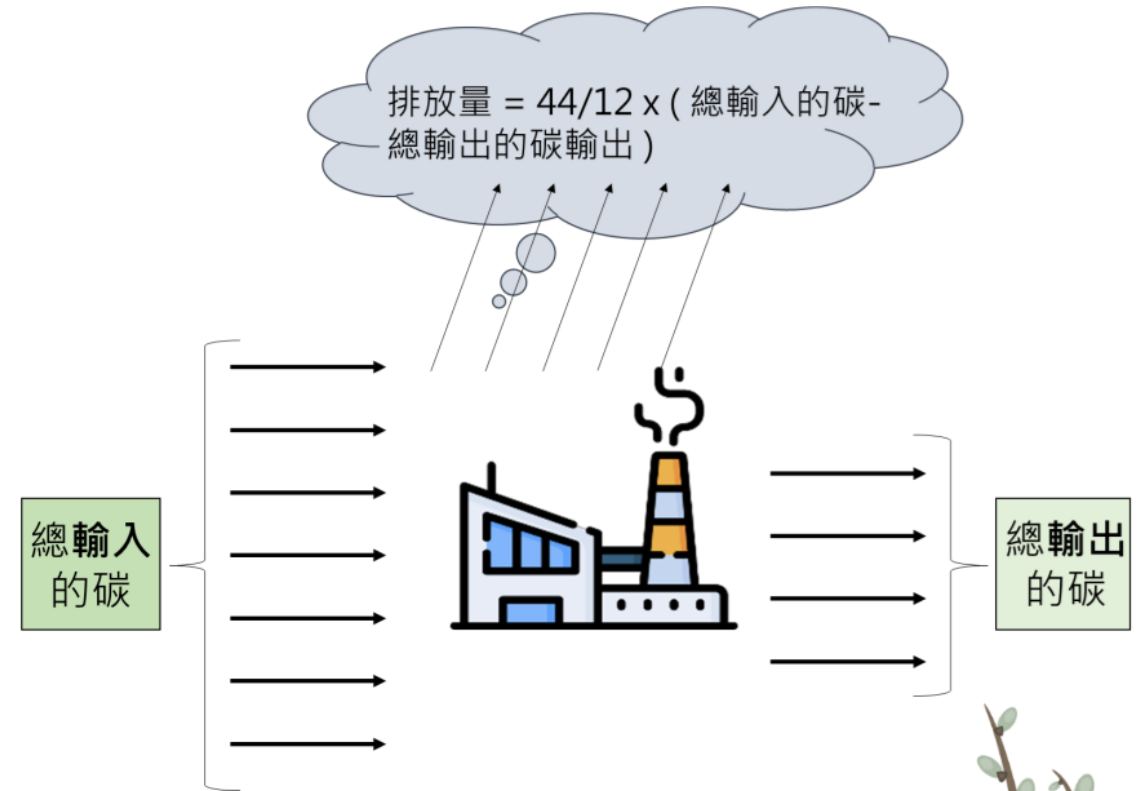 排放量 = 44/12 x ( 總輸入的碳-
總輸出的碳輸出 )
總輸入
的碳
總輸出
的碳